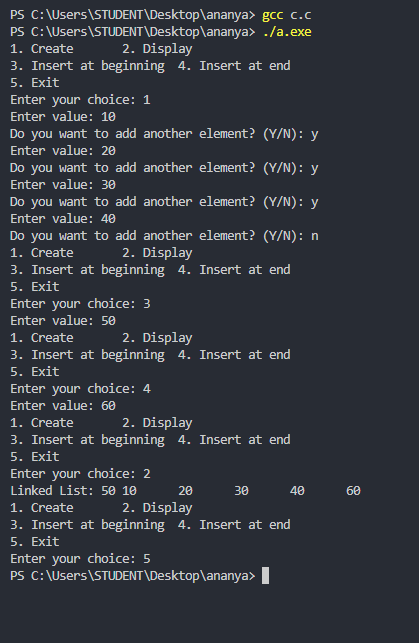 PS C:\Users\STUDENT\Desktop\ananya> gcc c.c
PS C:\Users\STUDENT\Desktop\ananya> ./a.exe
1. Create       2. Display
3. Insert at beginning  4. Insert at end
5. Exit
Enter your choice: 1
Enter value: 10
Do you want to add another element? (Y/N): y
Enter value: 20
Do you want to add another element? (Y/N): y
Enter value: 30
Do you want to add another element? (Y/N): y
Enter value: 40
Do you want to add another element? (Y/N): n
1. Create       2. Display
3. Insert at beginning  4. Insert at end
5. Exit
Enter your choice: 3
Enter value: 50
1. Create       2. Display
3. Insert at beginning  4. Insert at end
5. Exit
Enter your choice: 4
Enter value: 60
1. Create       2. Display
3. Insert at beginning  4. Insert at end
5. Exit
Enter your choice: 2
Linked List: 50 10      20      30      40      60
1. Create       2. Display
3. Insert at beginning  4. Insert at end
5. Exit
Enter your choice: 5
PS C:\Users\STUDENT\Desktop\ananya>